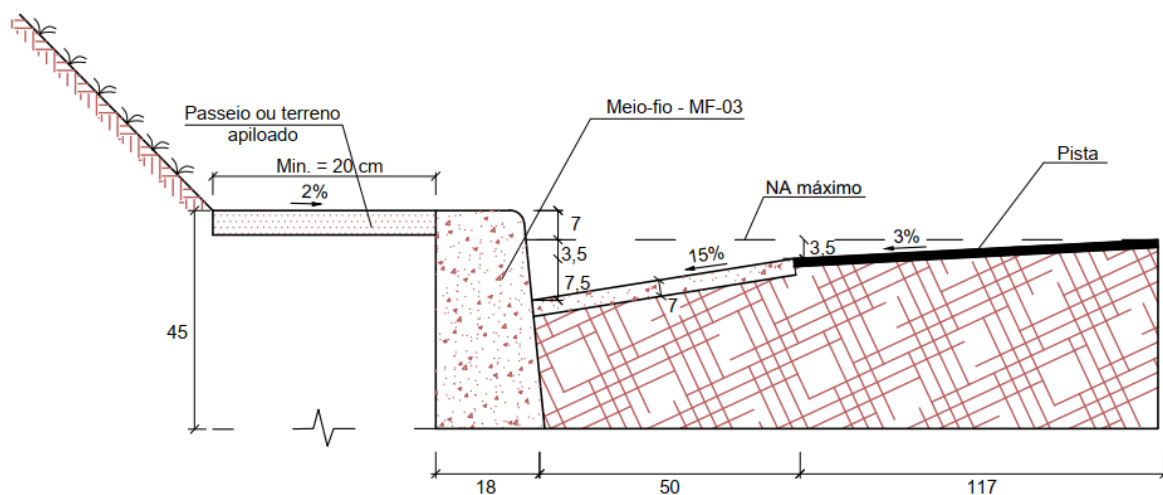 Passeio ou terreno
apiloado
Meio-fio - MF-03
Pista
Min. = 20 cm
2%
NA máximo
7
3,5
3,5
3%
15%
7,5
7
45
18
50
117